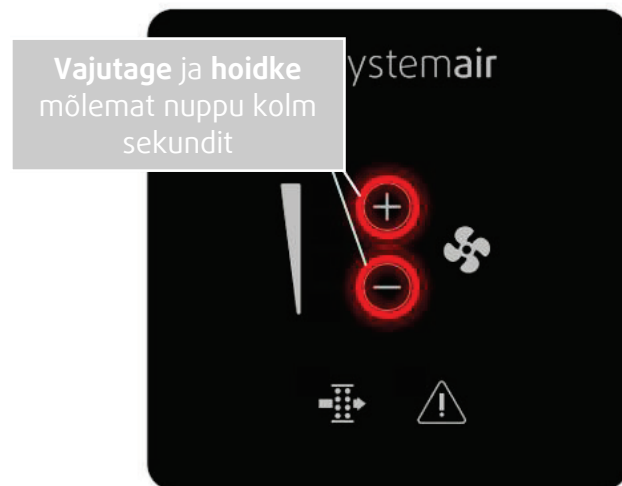 Vajutage ja hoidke
mõlemat nuppu kolm
sekundit
ystemair
+
−